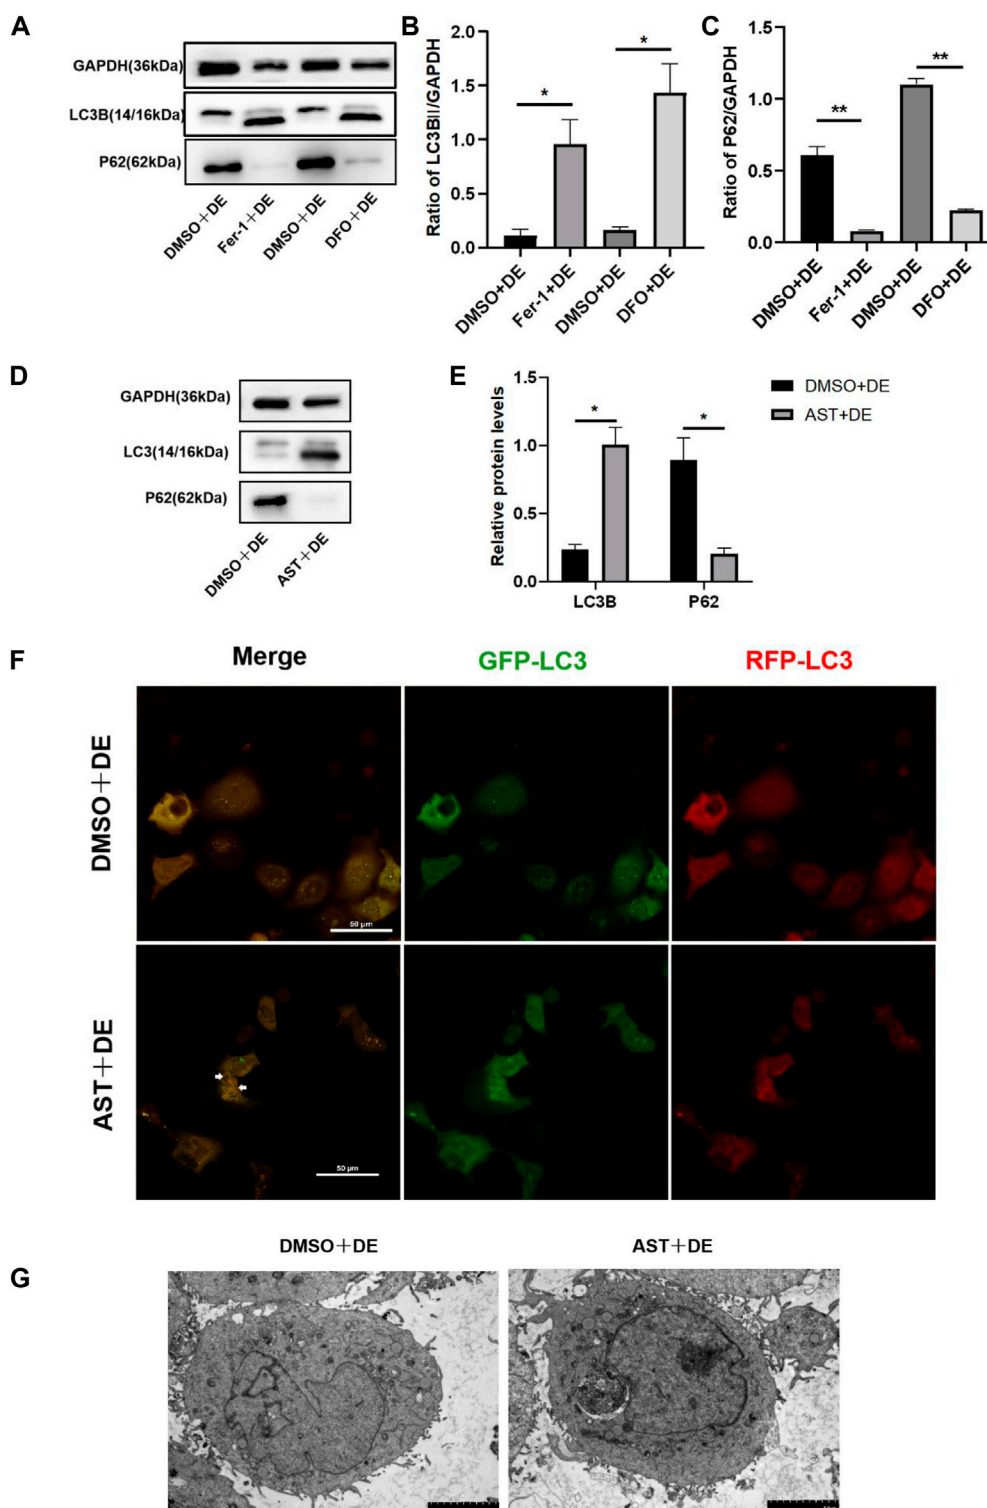 A
GAPDH(36kDa)
LC3B(14/16kDa)
P62(62kDa)
DMSO+DE
Fer-1+DE
DMSO+DE
DFO+DE
B
Ratio of LC3BII/GAPDH
2.0
1.5
1.0
0.5
0.0
*
*
DMSO+DE
Fer-1+DE
DMSO+DE
DFO+DE
C
Ratio of P62/GAPDH
1.5
1.0
0.5
0.0
**
**
DMSO+DE
Fer-1+DE
DMSO+DE
DFO+DE
D
GAPDH(36kDa)
LC3(14/16kDa)
P62(62kDa)
DMSO+DE
AST+DE
E
Relative protein levels
1.5
1.0
0.5
0.0
*
*
LC3B
P62
DMSO+DE
AST+DE
F
Merge
GFP-LC3
RFP-LC3
DMSO+DE
50 μm
AST+DE
50 μm
G
DMSO+DE
AST+DE